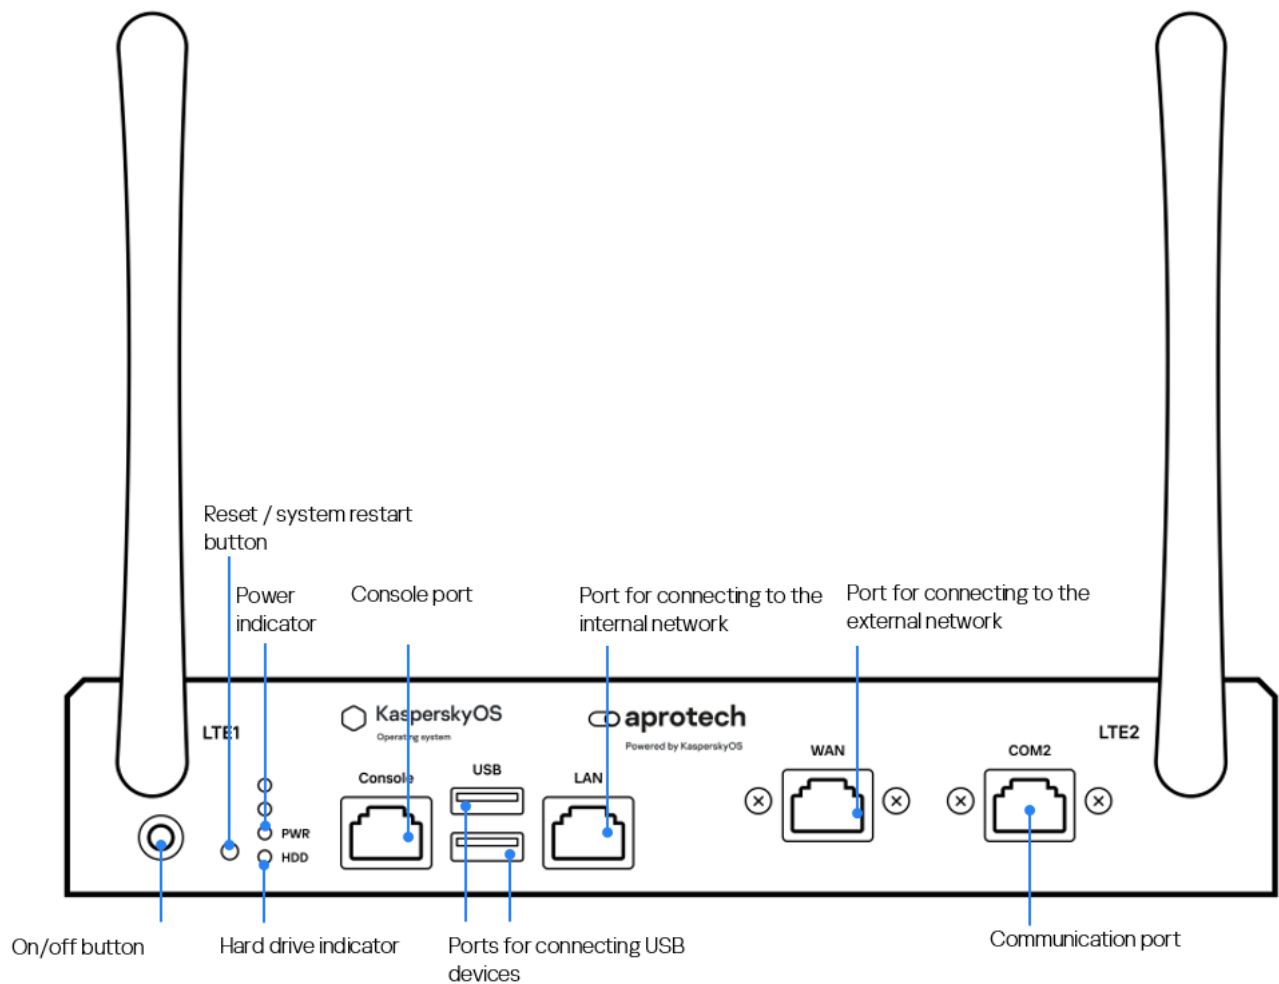 Reset / system restart
button
Power
indicator
Console port
Port for connecting to the
internal network
Port for connecting to the
external network
LTE1
KasperskyOS
Operating system
aprotech
Powered by KasperskyOS
LTE2
WAN
COM2
Console
USB
LAN
PWR
HDD
On/off button
Hard drive indicator
Ports for connecting USB
devices
Communication port